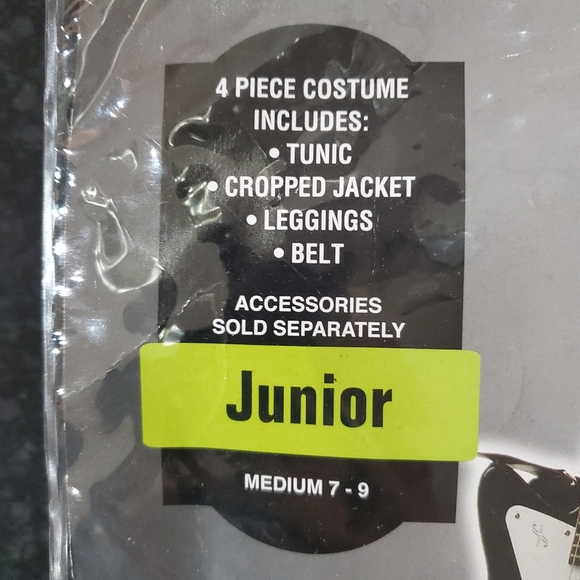 4 PIECE COSTUME
INCLUDES:
• TUNIC
• CROPPED JACKET
• LEGGINGS
• BELT
ACCESSORIES
SOLD SEPARATELY
Junior
MEDIUM 7 - 9